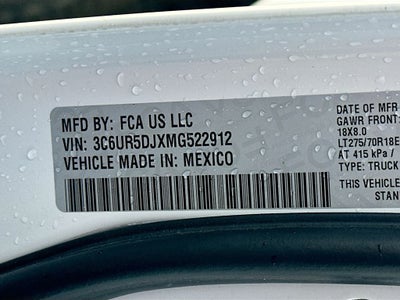 MFD BY: FCA US LLC
VIN: 3C6UR5DJXMG522912
VEHICLE MADE IN: MEXICO
DATE OF MFR
GAWR FRONT:
18X8.0
LT275/70R18E
AT 415 kPa /
TYPE: TRUCK
THIS VEHIC
STAN